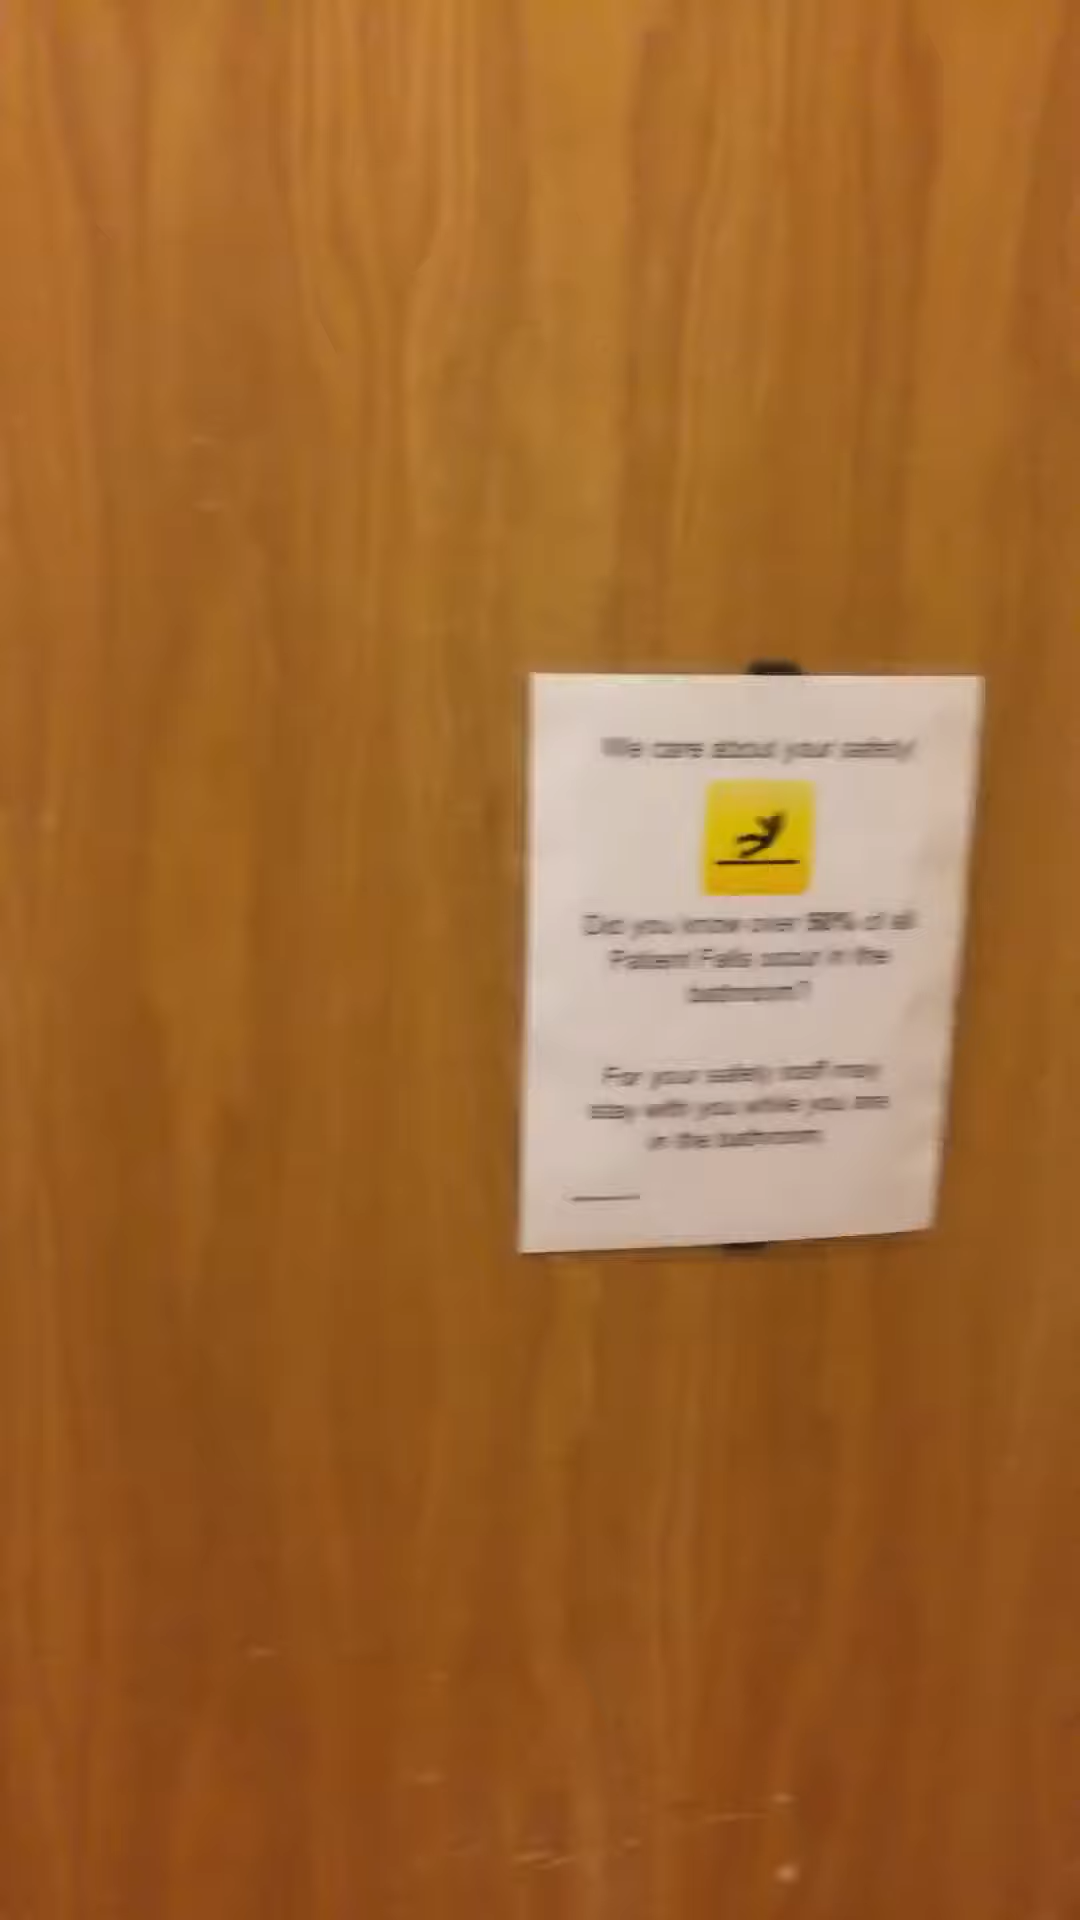 We care about your safety!
Did you know over 50% of all
Patient Falls occur in the
bathroom?
For your safety staff may
stay with you while you are
in the bathroom.